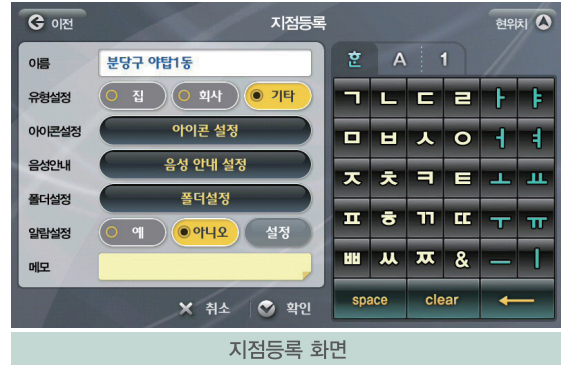 이전
지점등록
현위치
이름
분당구 야탑1동
유형설정
집
회사
기타
아이콘설정
아이콘 설정
음성안내
음성 안내 설정
폴더설정
폴더설정
알람설정
예
아니오
설정
메모
취소
확인
훈 A 1
ㄱ ㄴ ㄷ ㄹ ㅏ ㅑ
ㅁ ㅂ ㅅ ㅇ ㅓ ㅕ
ㅈ ㅊ ㅋ ㅌ ㅗ ㅛ
ㅍ ㅎ ㄲ ㄸ ㅜ ㅠ
ㅃ ㅆ ㅉ & ㅡ ㅣ
space clear ←
지점등록 화면